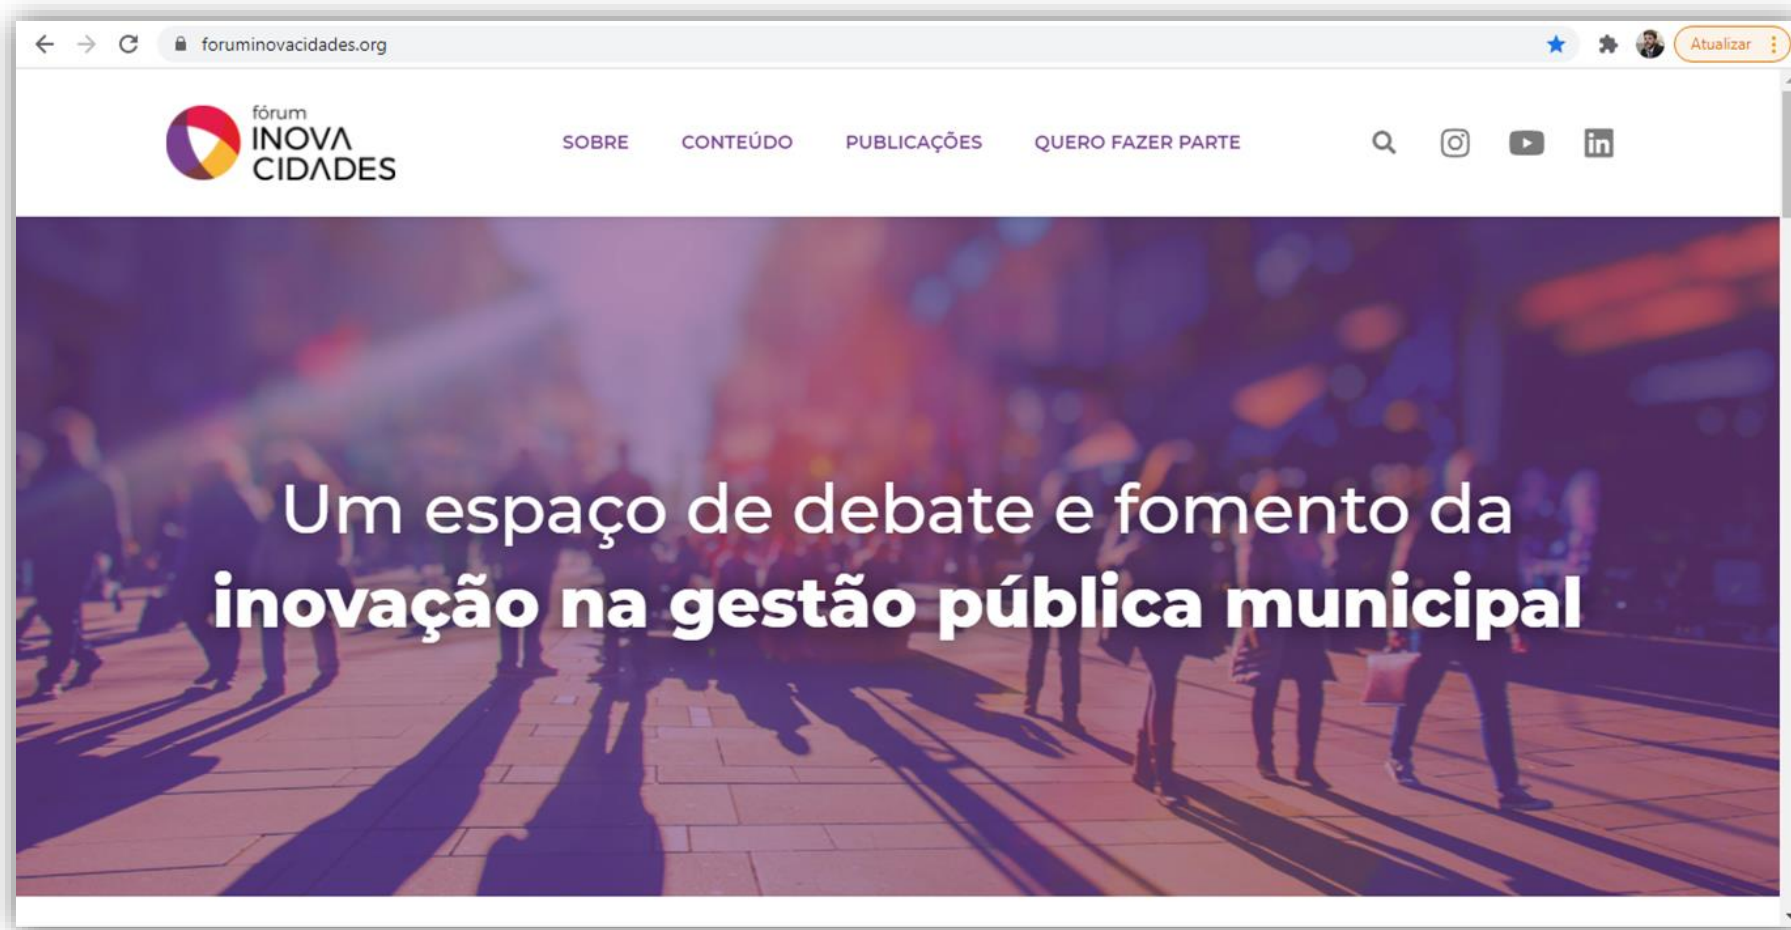 foruminovacidades.org
Atualizar
fórum
INOVA
CIDADES
SOBRE
CONTEÚDO
PUBLICAÇÕES
QUERO FAZER PARTE
in
Um espaço de debate e fomento da
inovação na gestão pública municipal